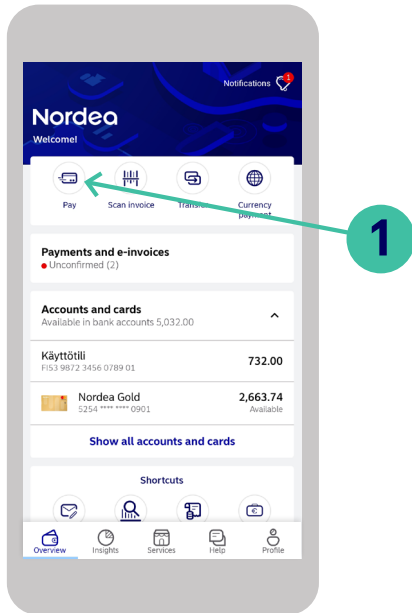 Notifications
1
Nordea
Welcome!
Pay
Scan invoice
Transfer
Currency payment
1
Payments and e-invoices
Unconfirmed (2)
Accounts and cards
Available in bank accounts 5,032.00
Käyttötili
732.00
FI53 9872 3456 0789 01
Nordea Gold
2,663.74
5254 **** **** 0901
Available
Show all accounts and cards
Shortcuts
Overview
Insights
Services
Help
Profile